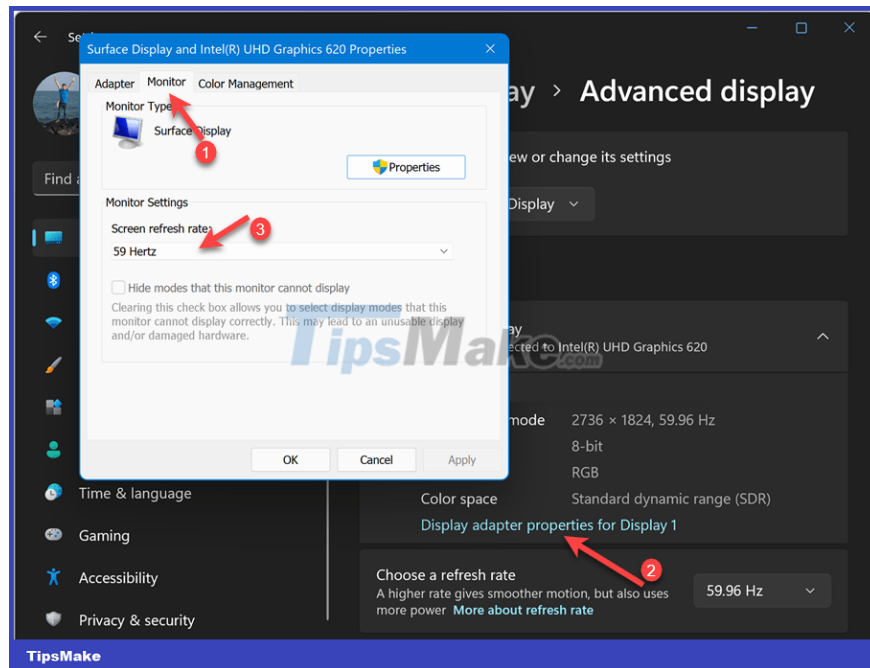 Se
Surface Display and Intel(R) UHD Graphics 620 Properties
Adapter Monitor Color Management
Monitor Type
Surface Display
1
Properties
Monitor Settings
Screen refresh rate:
3
59 Hertz
Hide modes that this monitor cannot display
Clearing this check box allows you to select display modes that this
monitor cannot display correctly. This may lead to an unusable display
and/or damaged hardware.
OK Cancel Apply
ay > Advanced display
ew or change its settings
Display
Find a
ay
ected to Intel(R) UHD Graphics 620
TipsMake.com
mode 2736 × 1824, 59.96 Hz
8-bit
RGB
Color space Standard dynamic range (SDR)
Display adapter properties for Display 1
2
Time & language
Gaming
Accessibility
Privacy & security
Choose a refresh rate
A higher rate gives smoother motion, but also uses
more power More about refresh rate
59.96 Hz
TipsMake